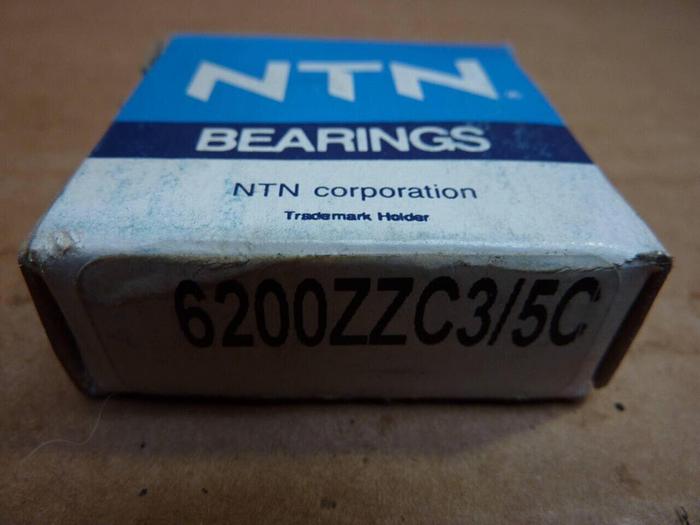 NTN
BEARINGS
NTN corporation
Trademark Holder
6200ZZC3/5C